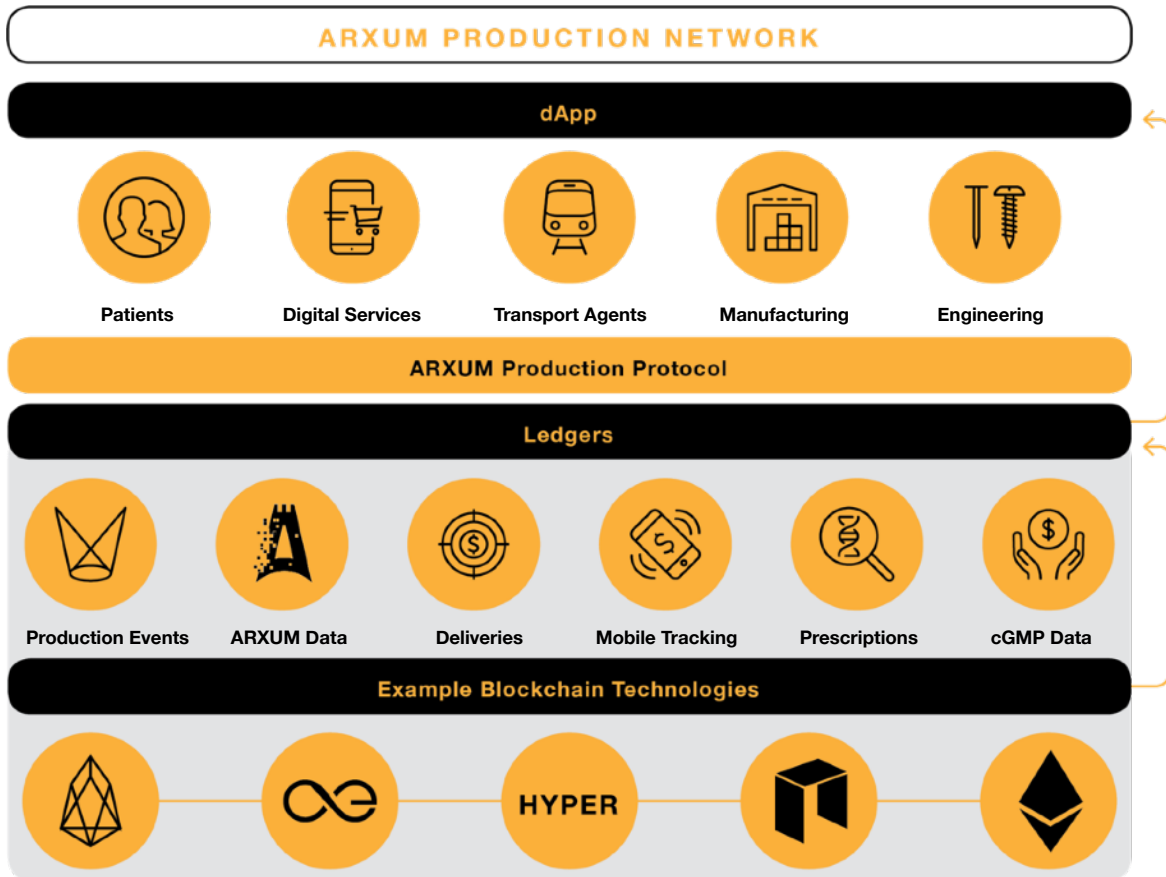 ARXUM PRODUCTION NETWORK
dApp
Patients
Digital Services
Transport Agents
Manufacturing
Engineering
ARXUM Production Protocol
Ledgers
Production Events
ARXUM Data
Deliveries
Mobile Tracking
Prescriptions
cGMP Data
Example Blockchain Technologies
HYPER